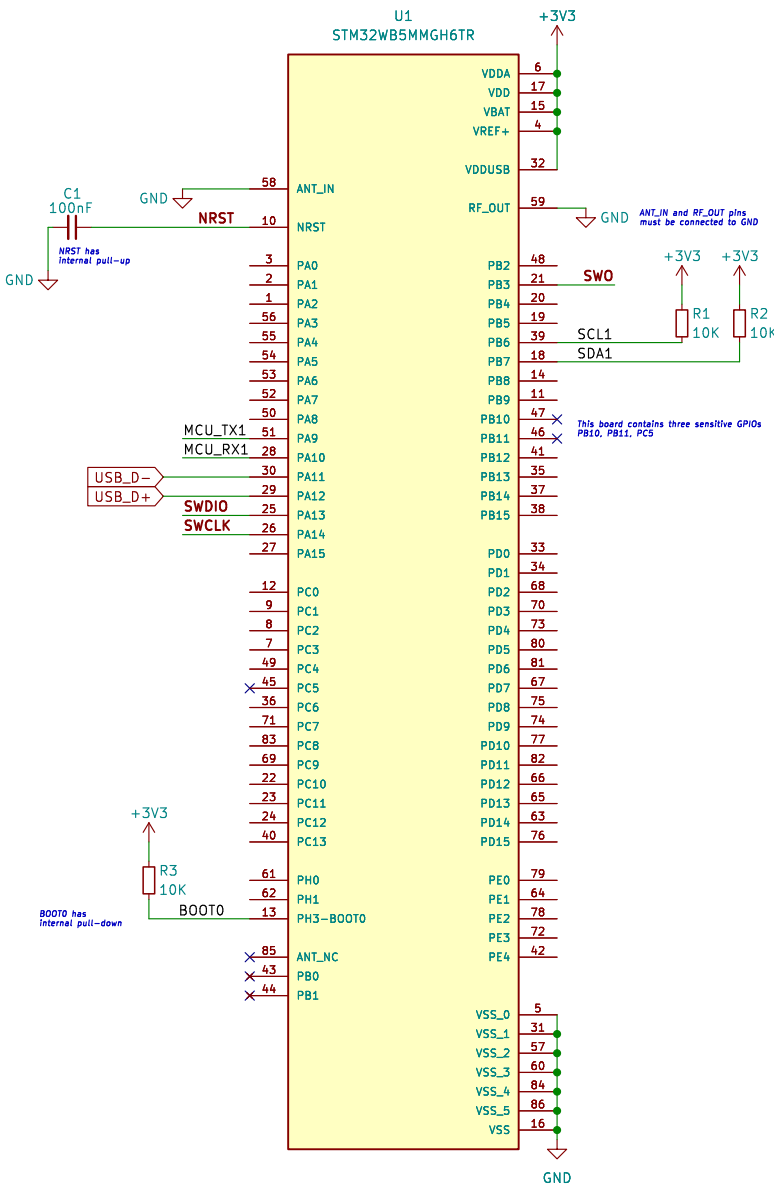 U1
STM32WB5MMGH6TR
+3V3
VDDA 6
VDD 17
VBAT 15
VREF+ 4
VDDUSB 32
GND 58 ANT_IN
RF_OUT 59 GND
ANT_IN and RF_OUT pins
must be connected to GND
C1
100nF
NRST 10 NRST
NRST has
internal pull-up
GND
3 PA0
2 PA1
1 PA2
56 PA3
55 PA4
54 PA5
53 PA6
52 PA7
50 PA8
MCU_TX1 51 PA9
MCU_RX1 28 PA10
USB_D- 30 PA11
USB_D+ 29 PA12
SWDIO 25 PA13
SWCLK 26 PA14
27 PA15
PB2 48
PB3 21 SWO
PB4 20
PB5 19
PB6 39 SCL1
PB7 18 SDA1
PB8 14
PB9 11
PB10 47
PB11 46
PB12 41
PB13 35
PB14 37
PB15 38
+3V3
R1
10K
+3V3
R2
10K
This board contains three sensitive GPIOs
PB10, PB11, PC5
12 PC0
9 PC1
8 PC2
7 PC3
49 PC4
45 PC5
36 PC6
71 PC7
83 PC8
69 PC9
22 PC10
23 PC11
24 PC12
40 PC13
PD0 33
PD1 34
PD2 68
PD3 70
PD4 73
PD5 80
PD6 81
PD7 67
PD8 75
PD9 74
PD10 77
PD11 82
PD12 66
PD13 65
PD14 63
PD15 76
+3V3
R3
10K
61 PH0
62 PH1
BOOT0 13 PH3-BOOT0
BOOT0 has
internal pull-down
85 ANT_NC
43 PB0
44 PB1
PE0 79
PE1 64
PE2 78
PE3 72
PE4 42
VSS_0 5
VSS_1 31
VSS_2 57
VSS_3 60
VSS_4 84
VSS_5 86
VSS 16
GND